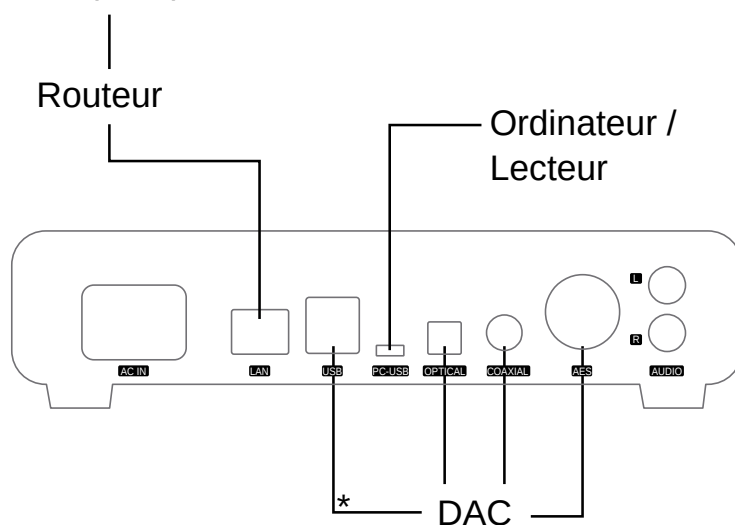 Routeur
Ordinateur /
Lecteur
L
R
AC IN
LAN
USB
PC-USB
OPTICAL
COAXIAL
AES
AUDIO
*
DAC